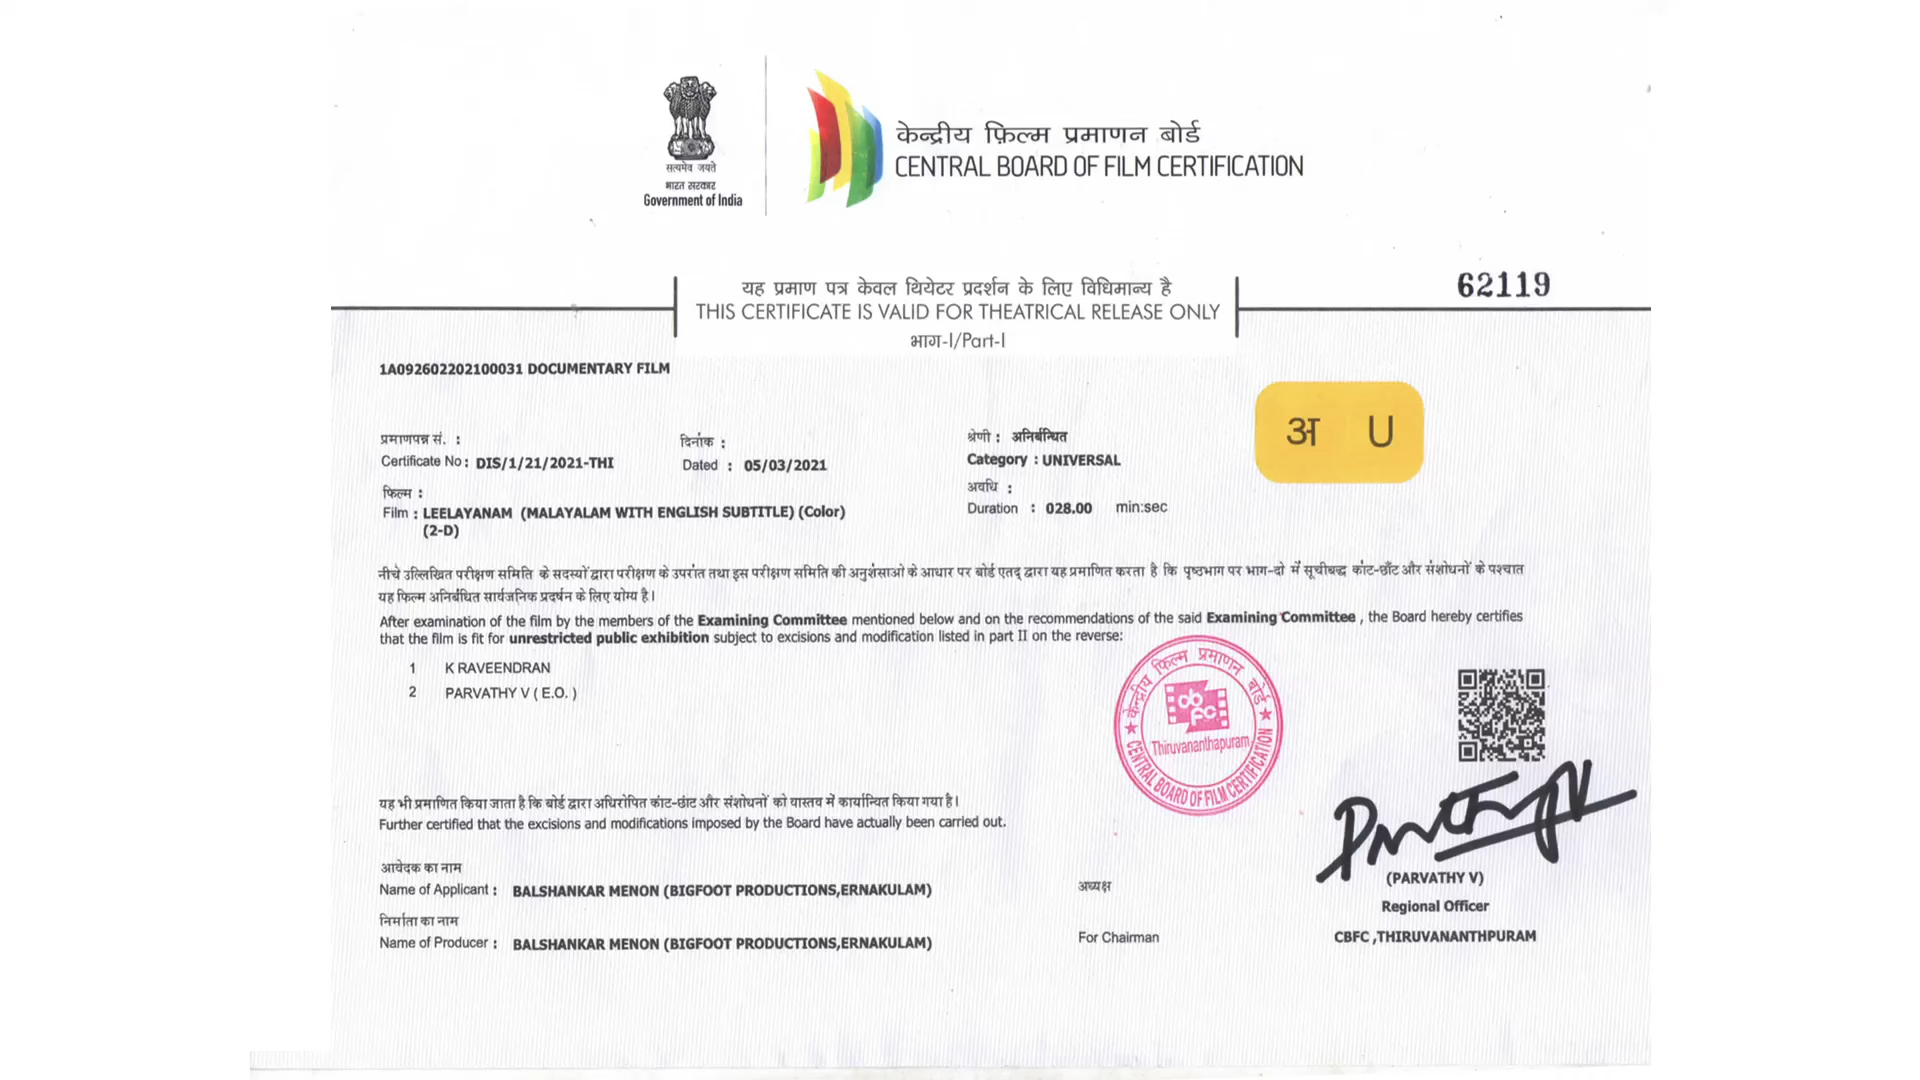 सत्यमेव जयते
भारत सरकार
Government of India
केन्द्रीय फ़िल्म प्रमाणन बोर्ड
CENTRAL BOARD OF FILM CERTIFICATION
यह प्रमाण पत्र केवल थियेटर प्रदर्शन के लिए विधिमान्य है
THIS CERTIFICATE IS VALID FOR THEATRICAL RELEASE ONLY
भाग-I/Part-I
62119
1A092602202100031 DOCUMENTARY FILM
अ U
प्रमाणपत्र सं. :
दिनांक :
श्रेणी : अनिर्बन्धित
Certificate No : DIS/1/21/2021-THI
Dated : 05/03/2021
Category : UNIVERSAL
फिल्म :
अवधि :
Film : LEELAYANAM (MALAYALAM WITH ENGLISH SUBTITLE) (Color)
(2-D)
Duration : 028.00 min:sec
नीचे उल्लिखित परीक्षण समिति के सदस्यों द्वारा परीक्षण के उपरांत तथा इस परीक्षण समिति की अनुशंसाओं के आधार पर बोर्ड एतद् द्वारा यह प्रमाणित करता है कि पृष्ठभाग पर भाग-दो में सूचीबद्ध कांट-छाँट और संशोधनों के पश्चात
यह फिल्म अनिर्बंधित सार्वजनिक प्रदर्शन के लिए योग्य है।
After examination of the film by the members of the Examining Committee mentioned below and on the recommendations of the said Examining Committee , the Board hereby certifies
that the film is fit for unrestricted public exhibition subject to excisions and modification listed in part II on the reverse:
1 K RAVEENDRAN
2 PARVATHY V ( E.O. )
केन्द्रीय फिल्म प्रमाणन बोर्ड
cbfc
Thiruvananthapuram
CENTRAL BOARD OF FILM CERTIFICATION
यह भी प्रमाणित किया जाता है कि बोर्ड द्वारा अधिरोपित कांट-छांट और संशोधनों को वास्तव में कार्यान्वित किया गया है।
Further certified that the excisions and modifications imposed by the Board have actually been carried out.
आवेदक का नाम
Name of Applicant : BALSHANKAR MENON (BIGFOOT PRODUCTIONS,ERNAKULAM)
निर्माता का नाम
Name of Producer : BALSHANKAR MENON (BIGFOOT PRODUCTIONS,ERNAKULAM)
अध्यक्ष
For Chairman
(PARVATHY V)
Regional Officer
CBFC ,THIRUVANANTHPURAM